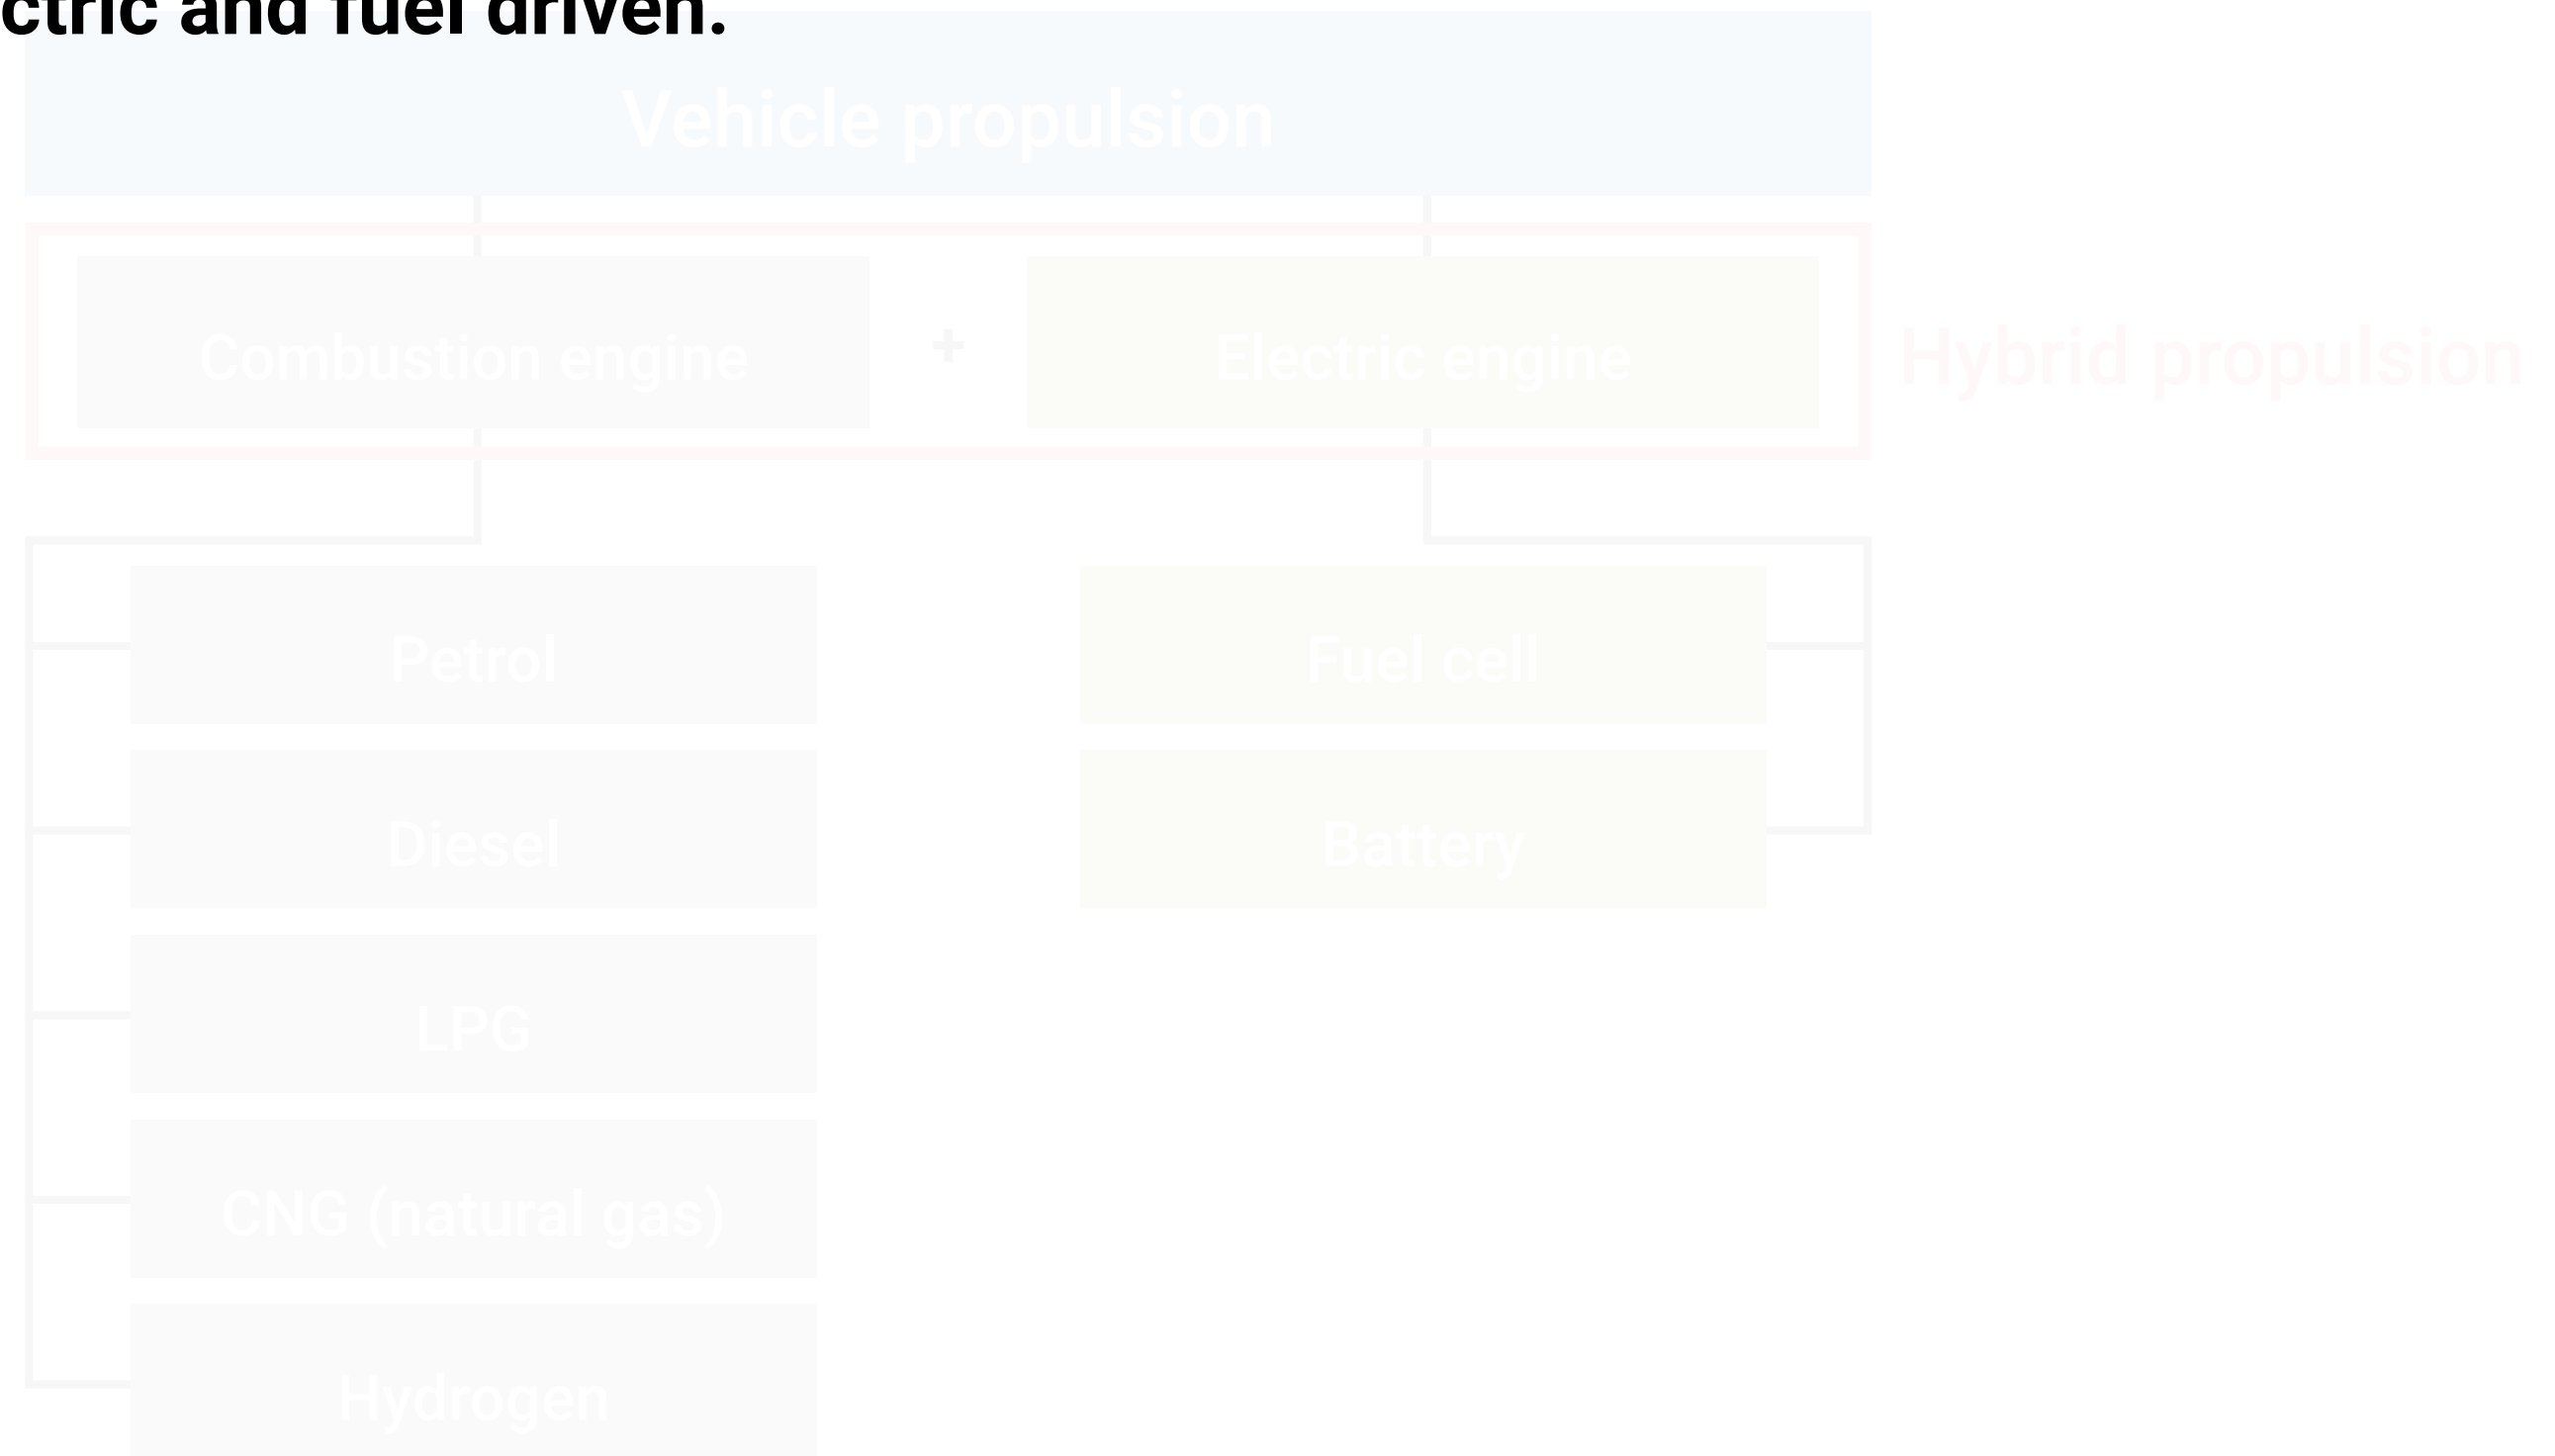 ctric and fuel driven.
Vehicle propulsion
Combustion engine + Electric engine Hybrid propulsion
Petrol
Fuel cell
Diesel
Battery
LPG
CNG (natural gas)
Hydrogen